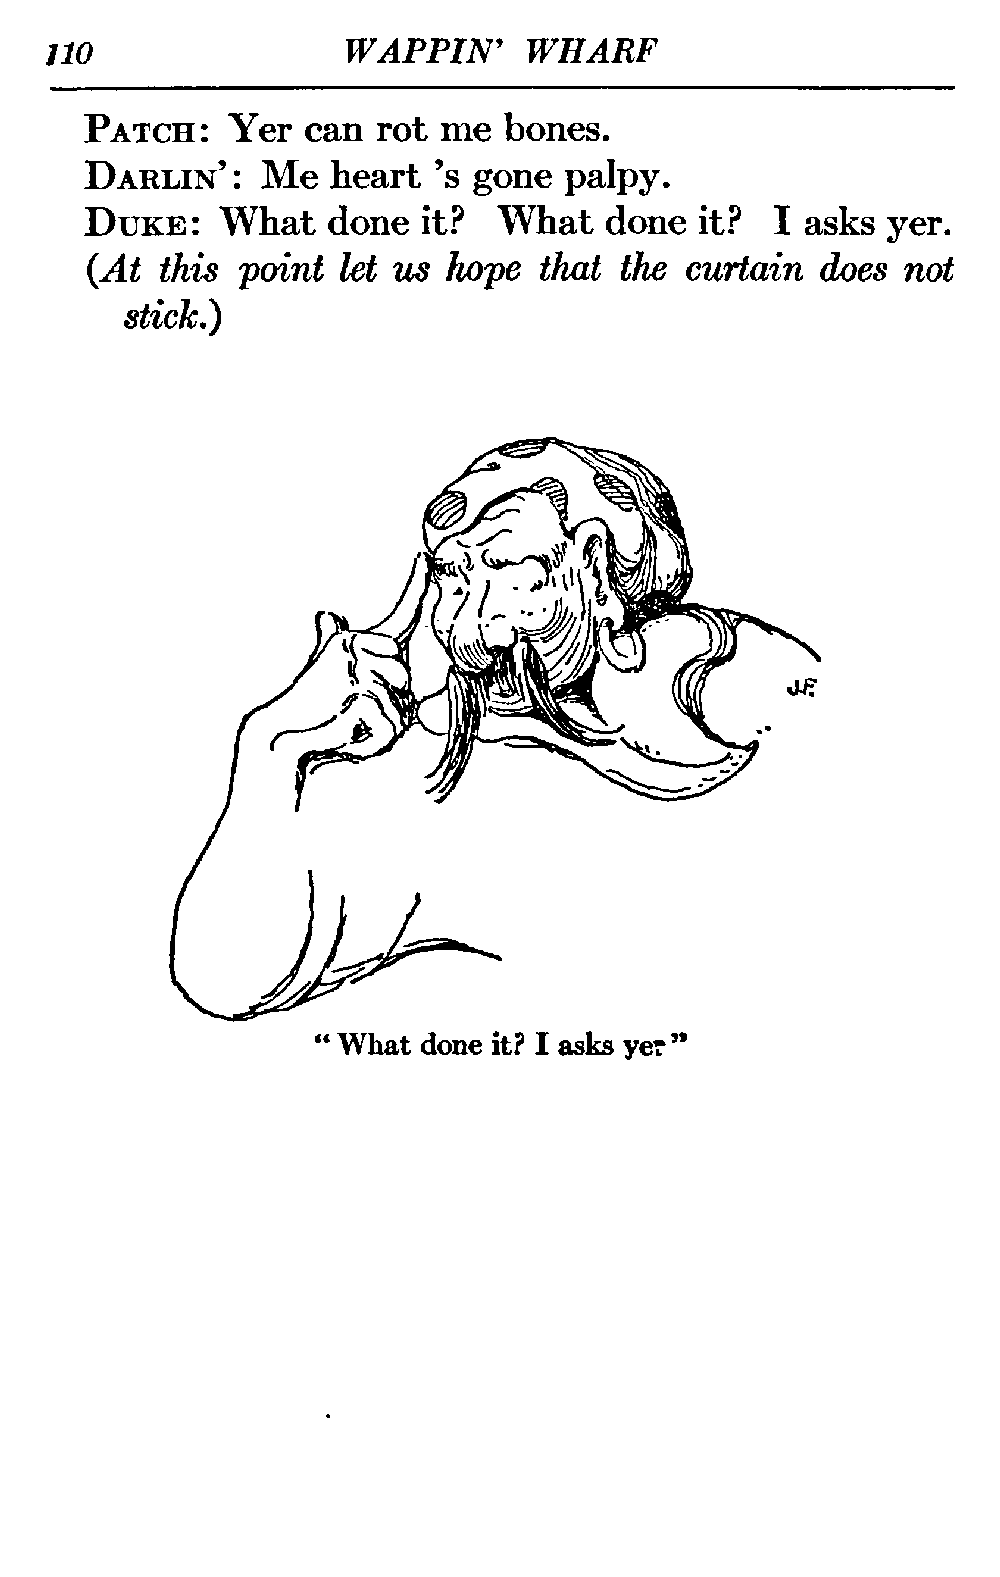 110 WAPPIN' WHARF
PATCH: Yer can rot me bones.
DARLIN': Me heart 's gone palpy.
DUKE: What done it? What done it? I asks yer.
(At this point let us hope that the curtain does not
stick.)
J.F.
“ What done it? I asks yer ”